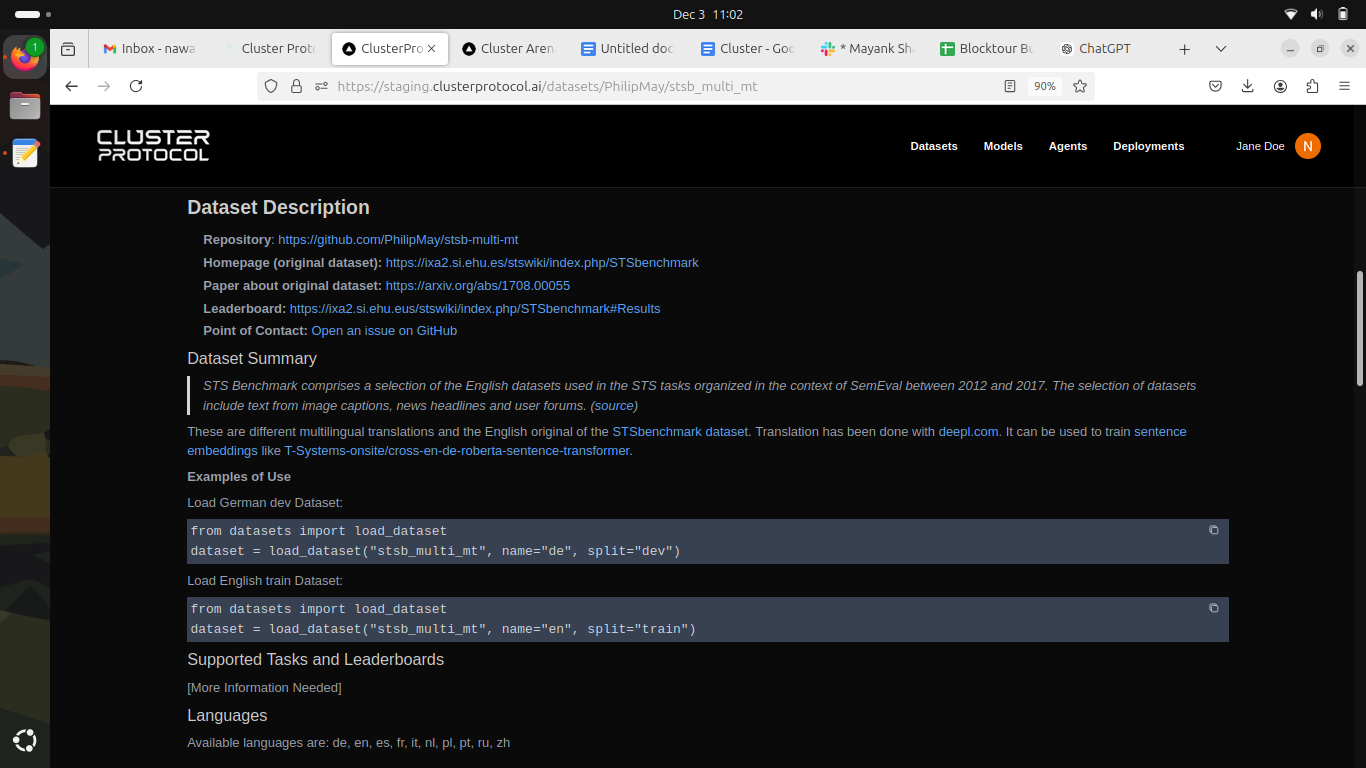 Dec 3 11:02
1
Inbox - nawa
Cluster Proto
ClusterPro
Cluster Aren
Untitled doc
Cluster - Goo
* Mayank Sha
Blocktour Bu
ChatGPT
https://staging.clusterprotocol.ai/datasets/PhilipMay/stsb_multi_mt
90%
CLUSTER
PROTOCOL
Datasets
Models
Agents
Deployments
Jane Doe
N
Dataset Description
Repository: https://github.com/PhilipMay/stsb-multi-mt
Homepage (original dataset): https://ixa2.si.ehu.es/stswiki/index.php/STSbenchmark
Paper about original dataset: https://arxiv.org/abs/1708.00055
Leaderboard: https://ixa2.si.ehu.eus/stswiki/index.php/STSbenchmark#Results
Point of Contact: Open an issue on GitHub
Dataset Summary
STS Benchmark comprises a selection of the English datasets used in the STS tasks organized in the context of SemEval between 2012 and 2017. The selection of datasets
include text from image captions, news headlines and user forums. (source)
These are different multilingual translations and the English original of the STSbenchmark dataset. Translation has been done with deepl.com. It can be used to train sentence
embeddings like T-Systems-onsite/cross-en-de-roberta-sentence-transformer.
Examples of Use
Load German dev Dataset:
from datasets import load_dataset
dataset = load_dataset("stsb_multi_mt", name="de", split="dev")
Load English train Dataset:
from datasets import load_dataset
dataset = load_dataset("stsb_multi_mt", name="en", split="train")
Supported Tasks and Leaderboards
[More Information Needed]
Languages
Available languages are: de, en, es, fr, it, nl, pl, pt, ru, zh